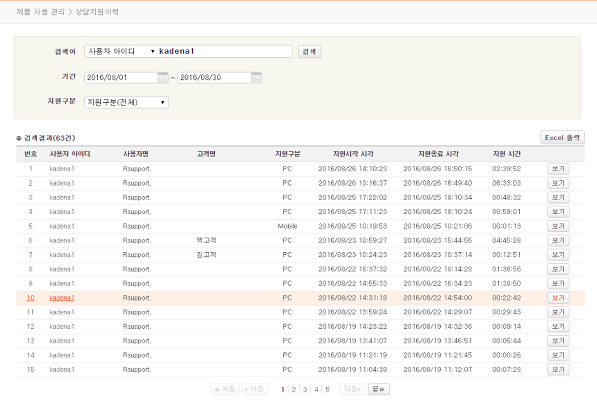 제품 사용 관리 > 상담지원이력
검색어 사용자 아이디 ▼ kadena1 검색
기간 2016/08/01 ~ 2016/08/30
지원구분 지원구분(전체) ▼
검색결과(63건) Excel 출력
번호 사용자 아이디 사용자명 고객명 지원구분 지원시작 시각 지원종료 시각 지원 시간
1 kadena1 Rsupport. PC 2016/08/26 14:10:23 2016/08/26 16:50:15 02:39:52 보기
2 kadena1 Rsupport. PC 2016/08/26 10:16:37 2016/08/26 16:49:40 06:33:03 보기
3 kadena1 Rsupport. PC 2016/08/25 17:22:02 2016/08/25 18:10:34 00:48:32 보기
4 kadena1 Rsupport. PC 2016/08/25 17:11:23 2016/08/25 18:10:24 00:59:01 보기
5 kadena1 Rsupport. Mobile 2016/08/25 10:19:53 2016/08/25 10:21:06 00:01:13 보기
6 kadena1 Rsupport. 백고객 PC 2016/08/23 10:59:27 2016/08/23 15:44:55 04:45:28 보기
7 kadena1 Rsupport. 김고객 PC 2016/08/23 10:24:23 2016/08/23 10:37:14 00:12:51 보기
8 kadena1 Rsupport. PC 2016/08/22 16:37:32 2016/08/22 18:14:28 01:36:56 보기
9 kadena1 Rsupport. PC 2016/08/22 14:55:33 2016/08/22 16:34:23 01:38:50 보기
10 kadena1 Rsupport. PC 2016/08/22 14:31:18 2016/08/22 14:54:00 00:22:42 보기
11 kadena1 Rsupport. PC 2016/08/22 13:59:24 2016/08/22 14:29:07 00:29:43 보기
12 kadena1 Rsupport. PC 2016/08/19 14:23:22 2016/08/19 14:32:36 00:09:14 보기
13 kadena1 Rsupport. PC 2016/08/19 13:41:07 2016/08/19 13:46:51 00:05:44 보기
14 kadena1 Rsupport. PC 2016/08/19 11:21:19 2016/08/19 11:21:45 00:00:26 보기
15 kadena1 Rsupport. PC 2016/08/19 11:04:39 2016/08/19 11:12:07 00:07:28 보기
처음 이전 1 | 2 | 3 | 4 | 5 다음 끝